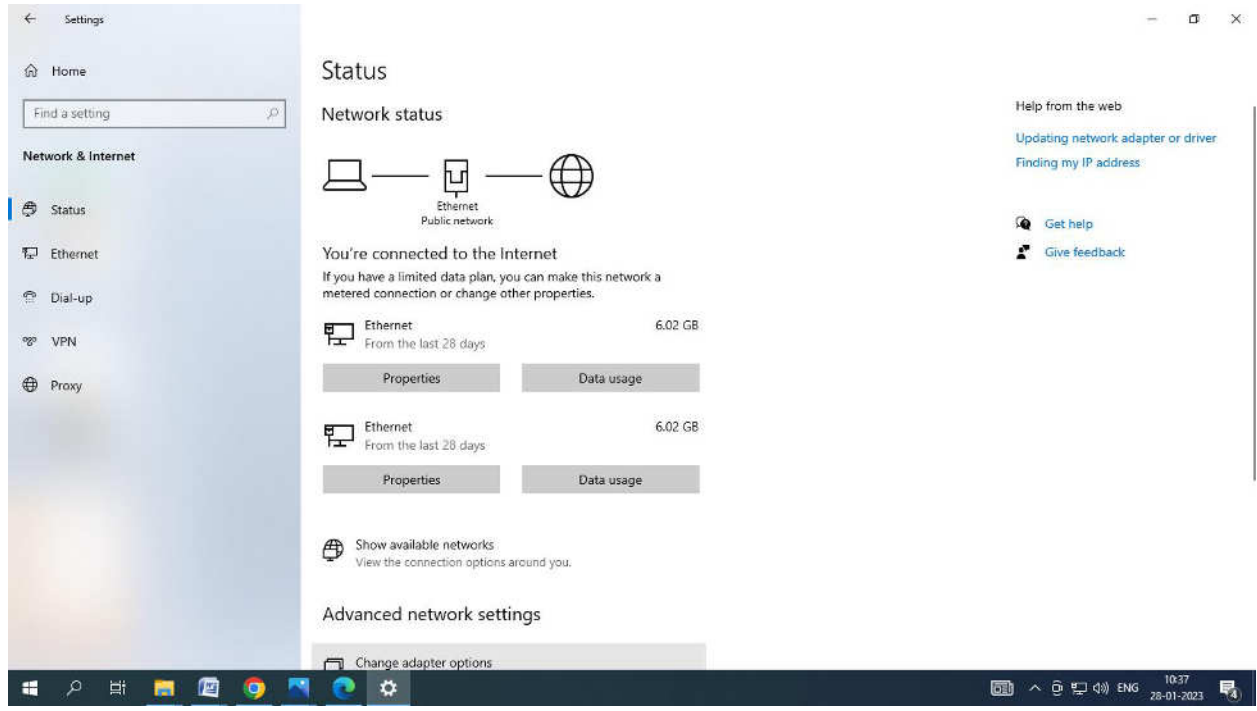 Settings
Home
Find a setting
Network & Internet
Status
Ethernet
Dial-up
VPN
Proxy
Status
Network status
Ethernet
Public network
You're connected to the Internet
If you have a limited data plan, you can make this network a
metered connection or change other properties.
Ethernet 6.02 GB
From the last 28 days
Properties Data usage
Ethernet 6.02 GB
From the last 28 days
Properties Data usage
Show available networks
View the connection options around you.
Advanced network settings
Change adapter options
Help from the web
Updating network adapter or driver
Finding my IP address
Get help
Give feedback
ENG
10:37
28-01-2023
4